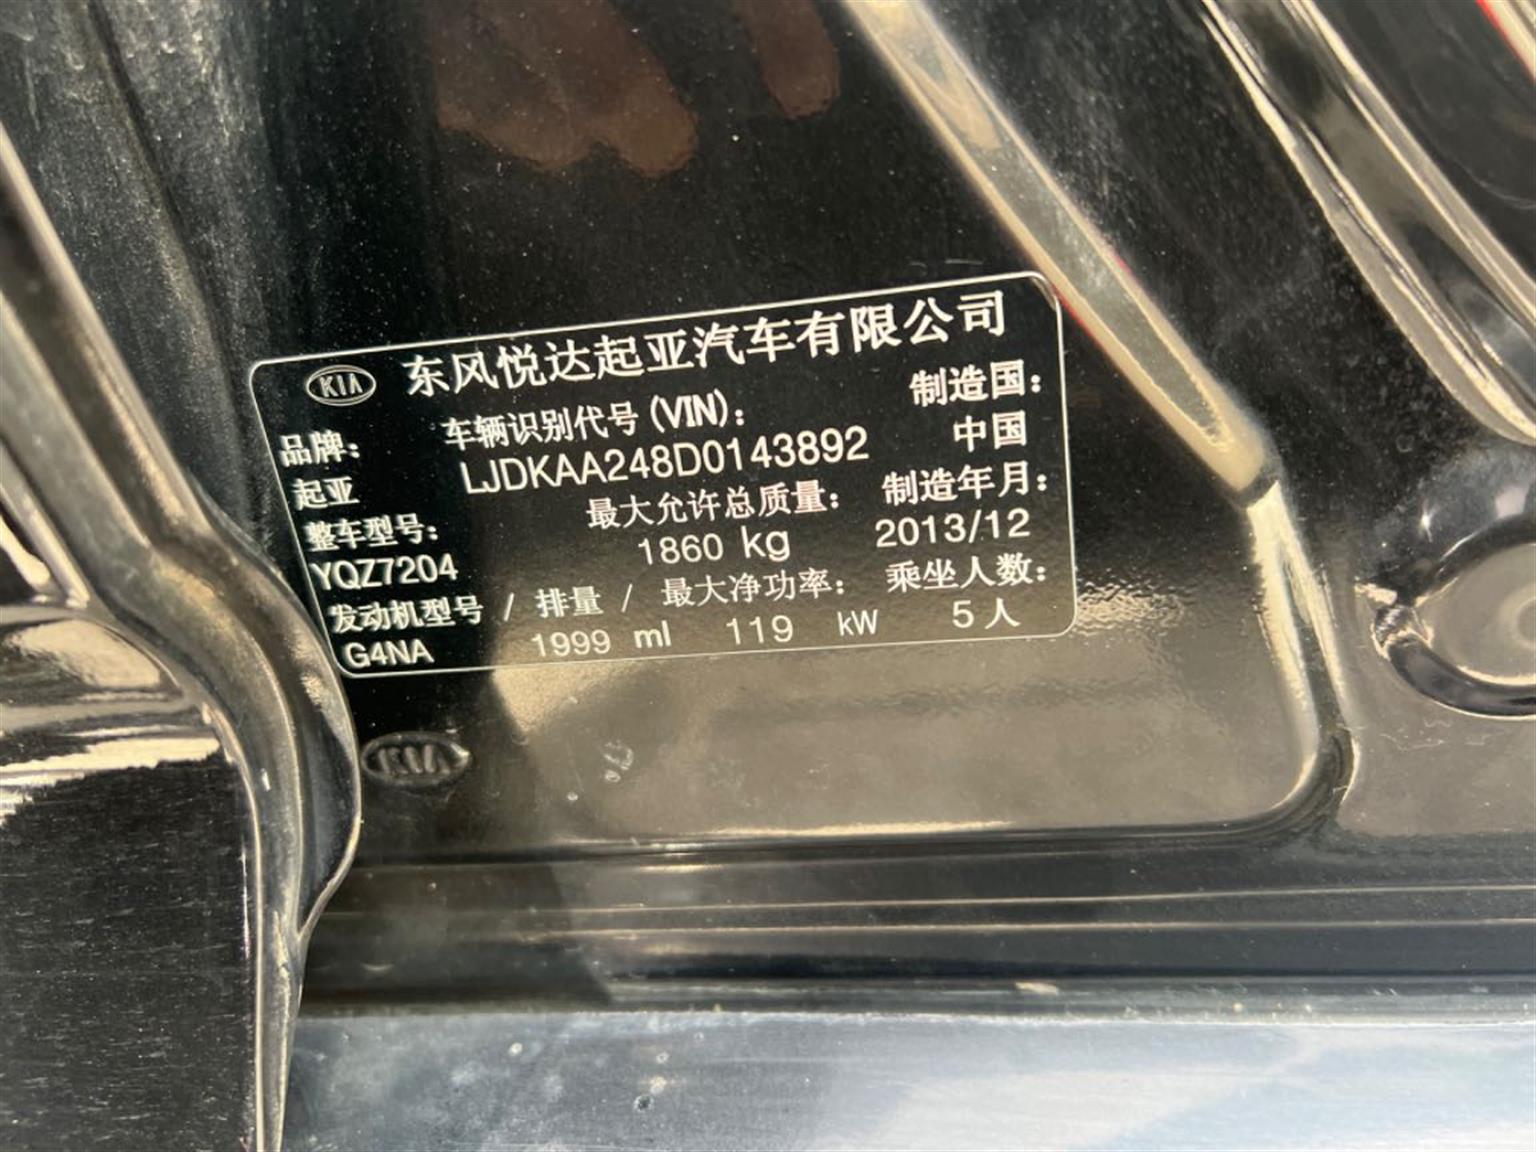 KIA 东风悦达起亚汽车有限公司
品牌： 车辆识别代号(VIN)： 制造国：
起亚 LJDKAA248D0143892 中国
整车型号： 最大允许总质量： 制造年月：
YQZ7204 1860 kg 2013/12
发动机型号 / 排量 / 最大净功率： 乘坐人数：
G4NA 1999 ml 119 kW 5人
KIA